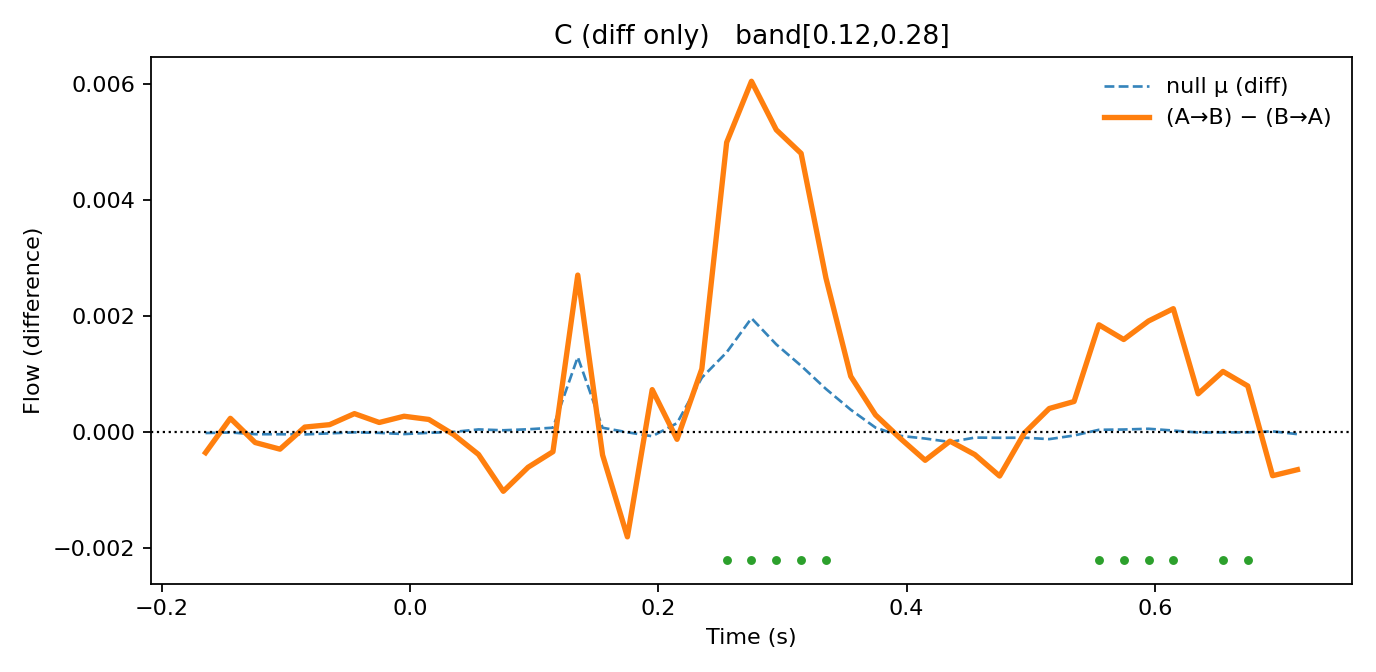 C (diff only)   band[0.12,0.28]
null μ (diff)
(A→B) − (B→A)
Flow (difference)
0.006
0.004
0.002
0.000
−0.002
−0.2
0.0
0.2
0.4
0.6
Time (s)